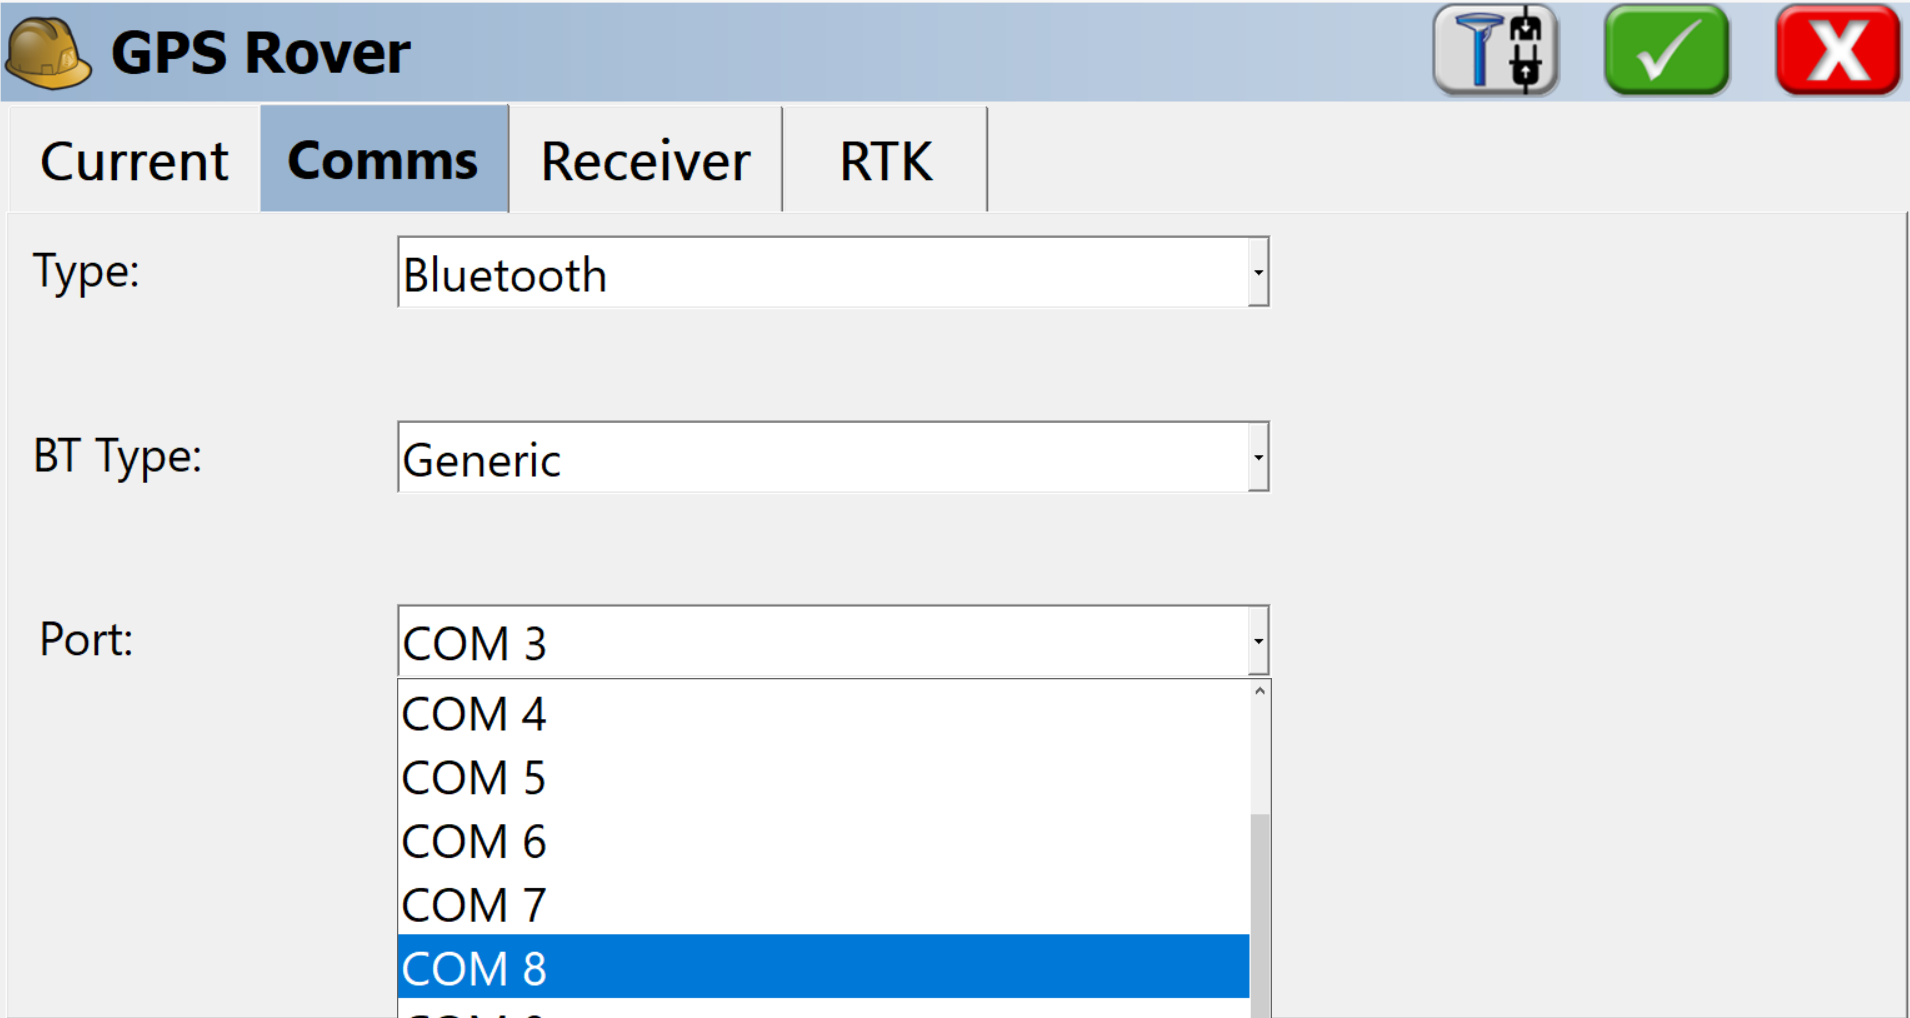 GPS Rover
Current Comms Receiver RTK
Type: Bluetooth
BT Type: Generic
Port: COM 3
COM 4
COM 5
COM 6
COM 7
COM 8